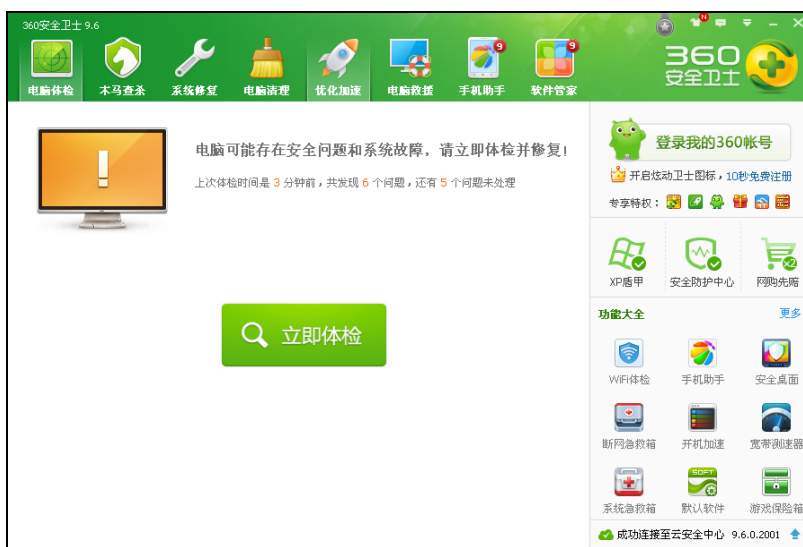 360安全卫士 9.6
N
电脑体检 木马查杀 系统修复 电脑清理 优化加速 电脑救援 9 手机助手 9 软件管家
360
安全卫士
电脑可能存在安全问题和系统故障，请立即体检并修复！
上次体检时间是 3 分钟前，共发现 6 个问题，还有 5 个问题未处理
立即体检
登录我的360帐号
开启炫动卫士图标，10秒免费注册
专享特权：
XP盾甲 安全防护中心 网购先赔
x2
功能大全 更多
WiFi体检 手机助手 安全桌面
断网急救箱 开机加速 宽带测速器
SOFT
系统急救箱 默认软件 游戏保险箱
成功连接至云安全中心 9.6.0.2001